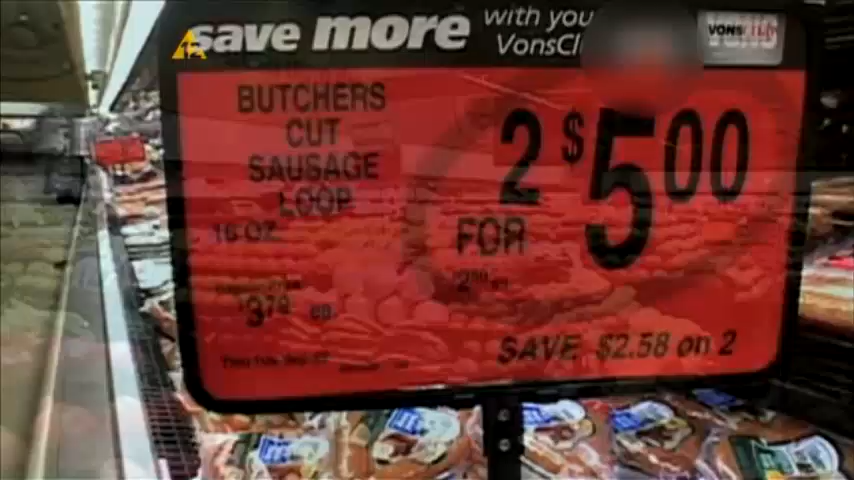 save more with you
VonsCl
VONS
BUTCHERS
CUT
SAUSAGE
LOOP
16 OZ
2 FOR $5.00
$3.79 ea
SAVE $2.58 on 2